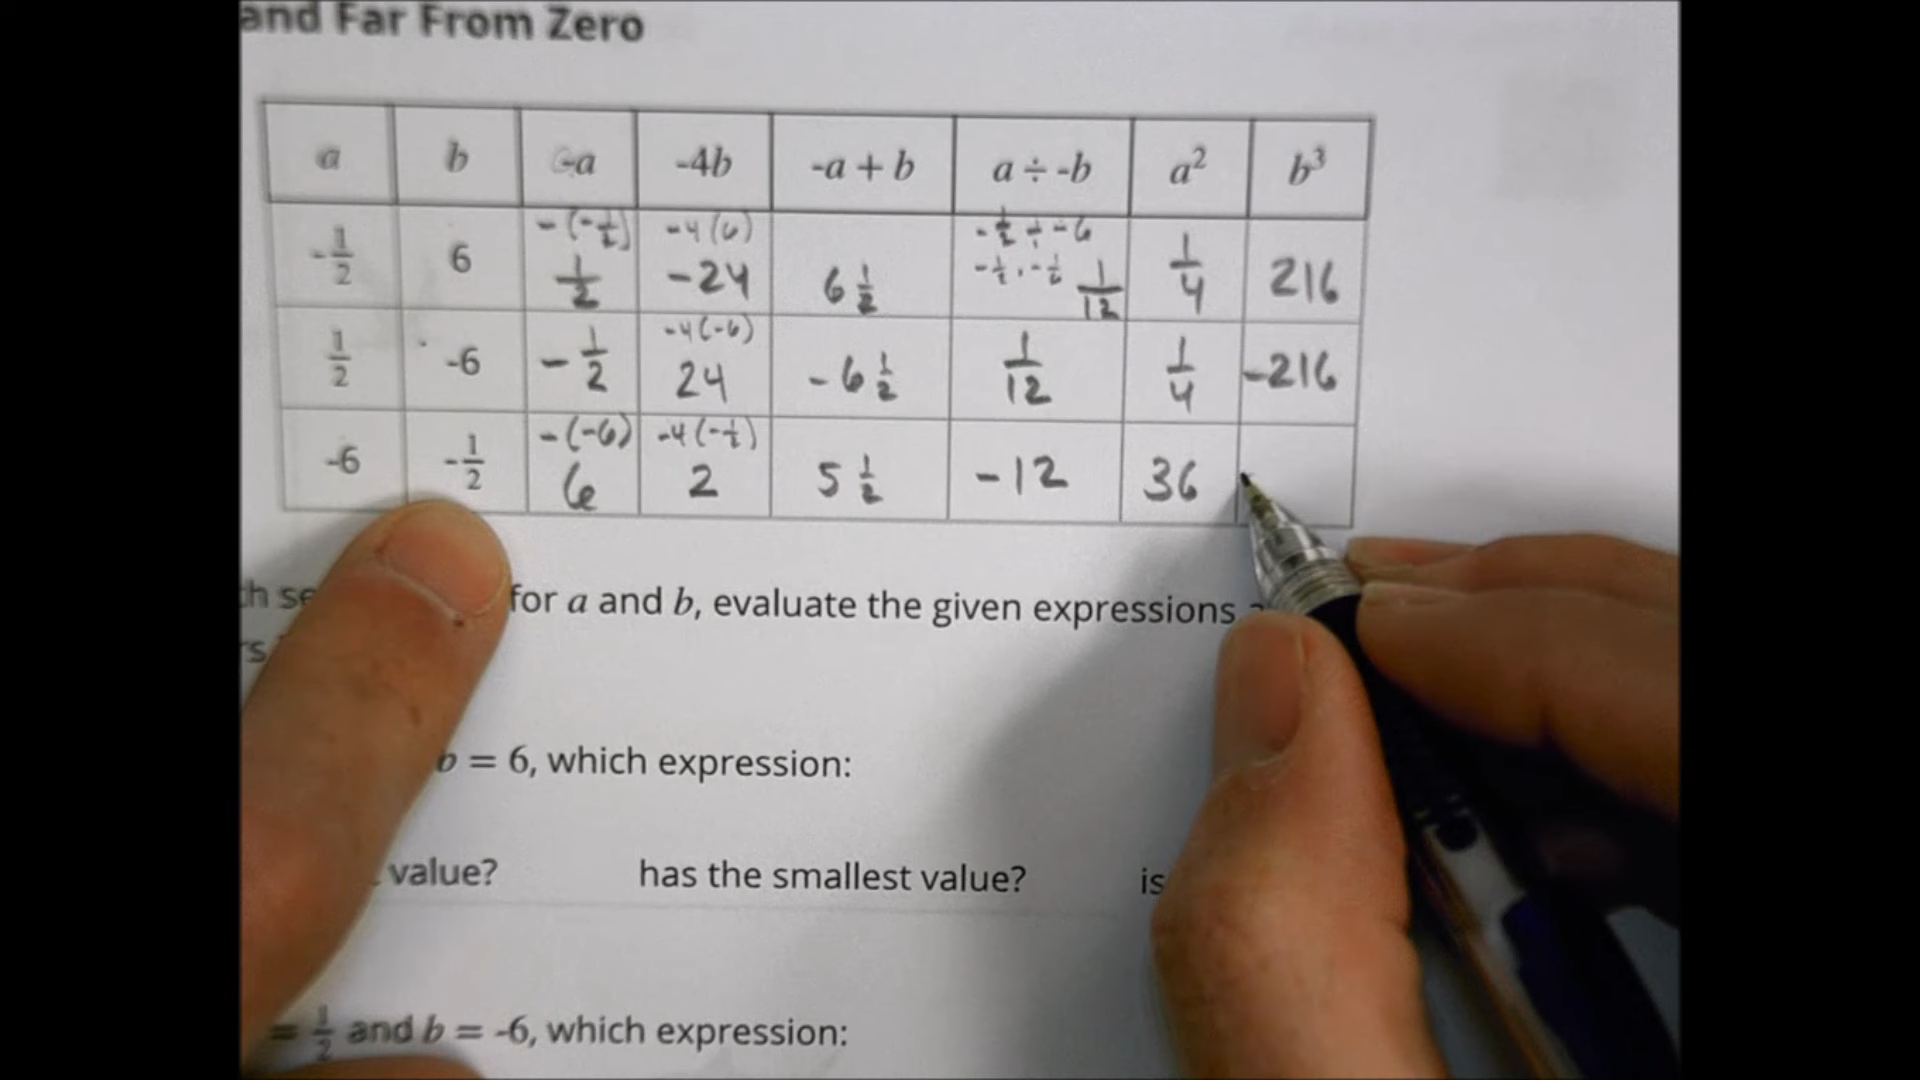 and Far From Zero
a b -a -4b -a + b a ÷ -b a² b³
-1/2 6 -(-1/2) 1/2 -4(6) -24 6 1/2 -1/2 ÷ -6 -1/2 · -1/6 1/12 1/4 216
1/2 -6 -1/2 -4(-6) 24 -6 1/2 1/12 1/4 -216
-6 -1/2 -(-6) 6 -4(-1/2) 2 5 1/2 -12 36
for a and b, evaluate the given expressions
b = 6, which expression:
value? has the smallest value? is
= 1/2 and b = -6, which expression: